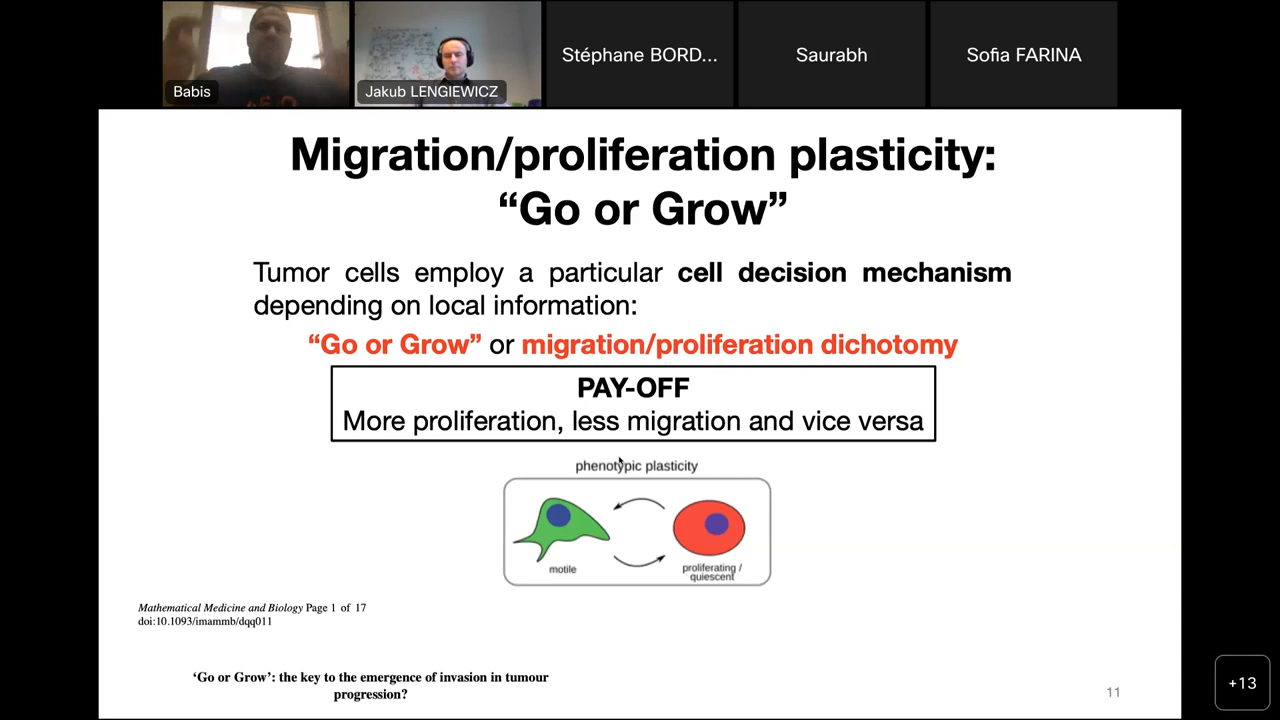 Babis
Jakub LENGIEWICZ
Stéphane BORD...
Saurabh
Sofia FARINA
Migration/proliferation plasticity:
“Go or Grow”
Tumor cells employ a particular cell decision mechanism
depending on local information:
“Go or Grow” or migration/proliferation dichotomy
PAY-OFF
More proliferation, less migration and vice versa
phenotypic plasticity
motile
proliferating /
quiescent
Mathematical Medicine and Biology Page 1 of 17
doi:10.1093/imammb/dqq011
‘Go or Grow’: the key to the emergence of invasion in tumour
progression?
11
+13